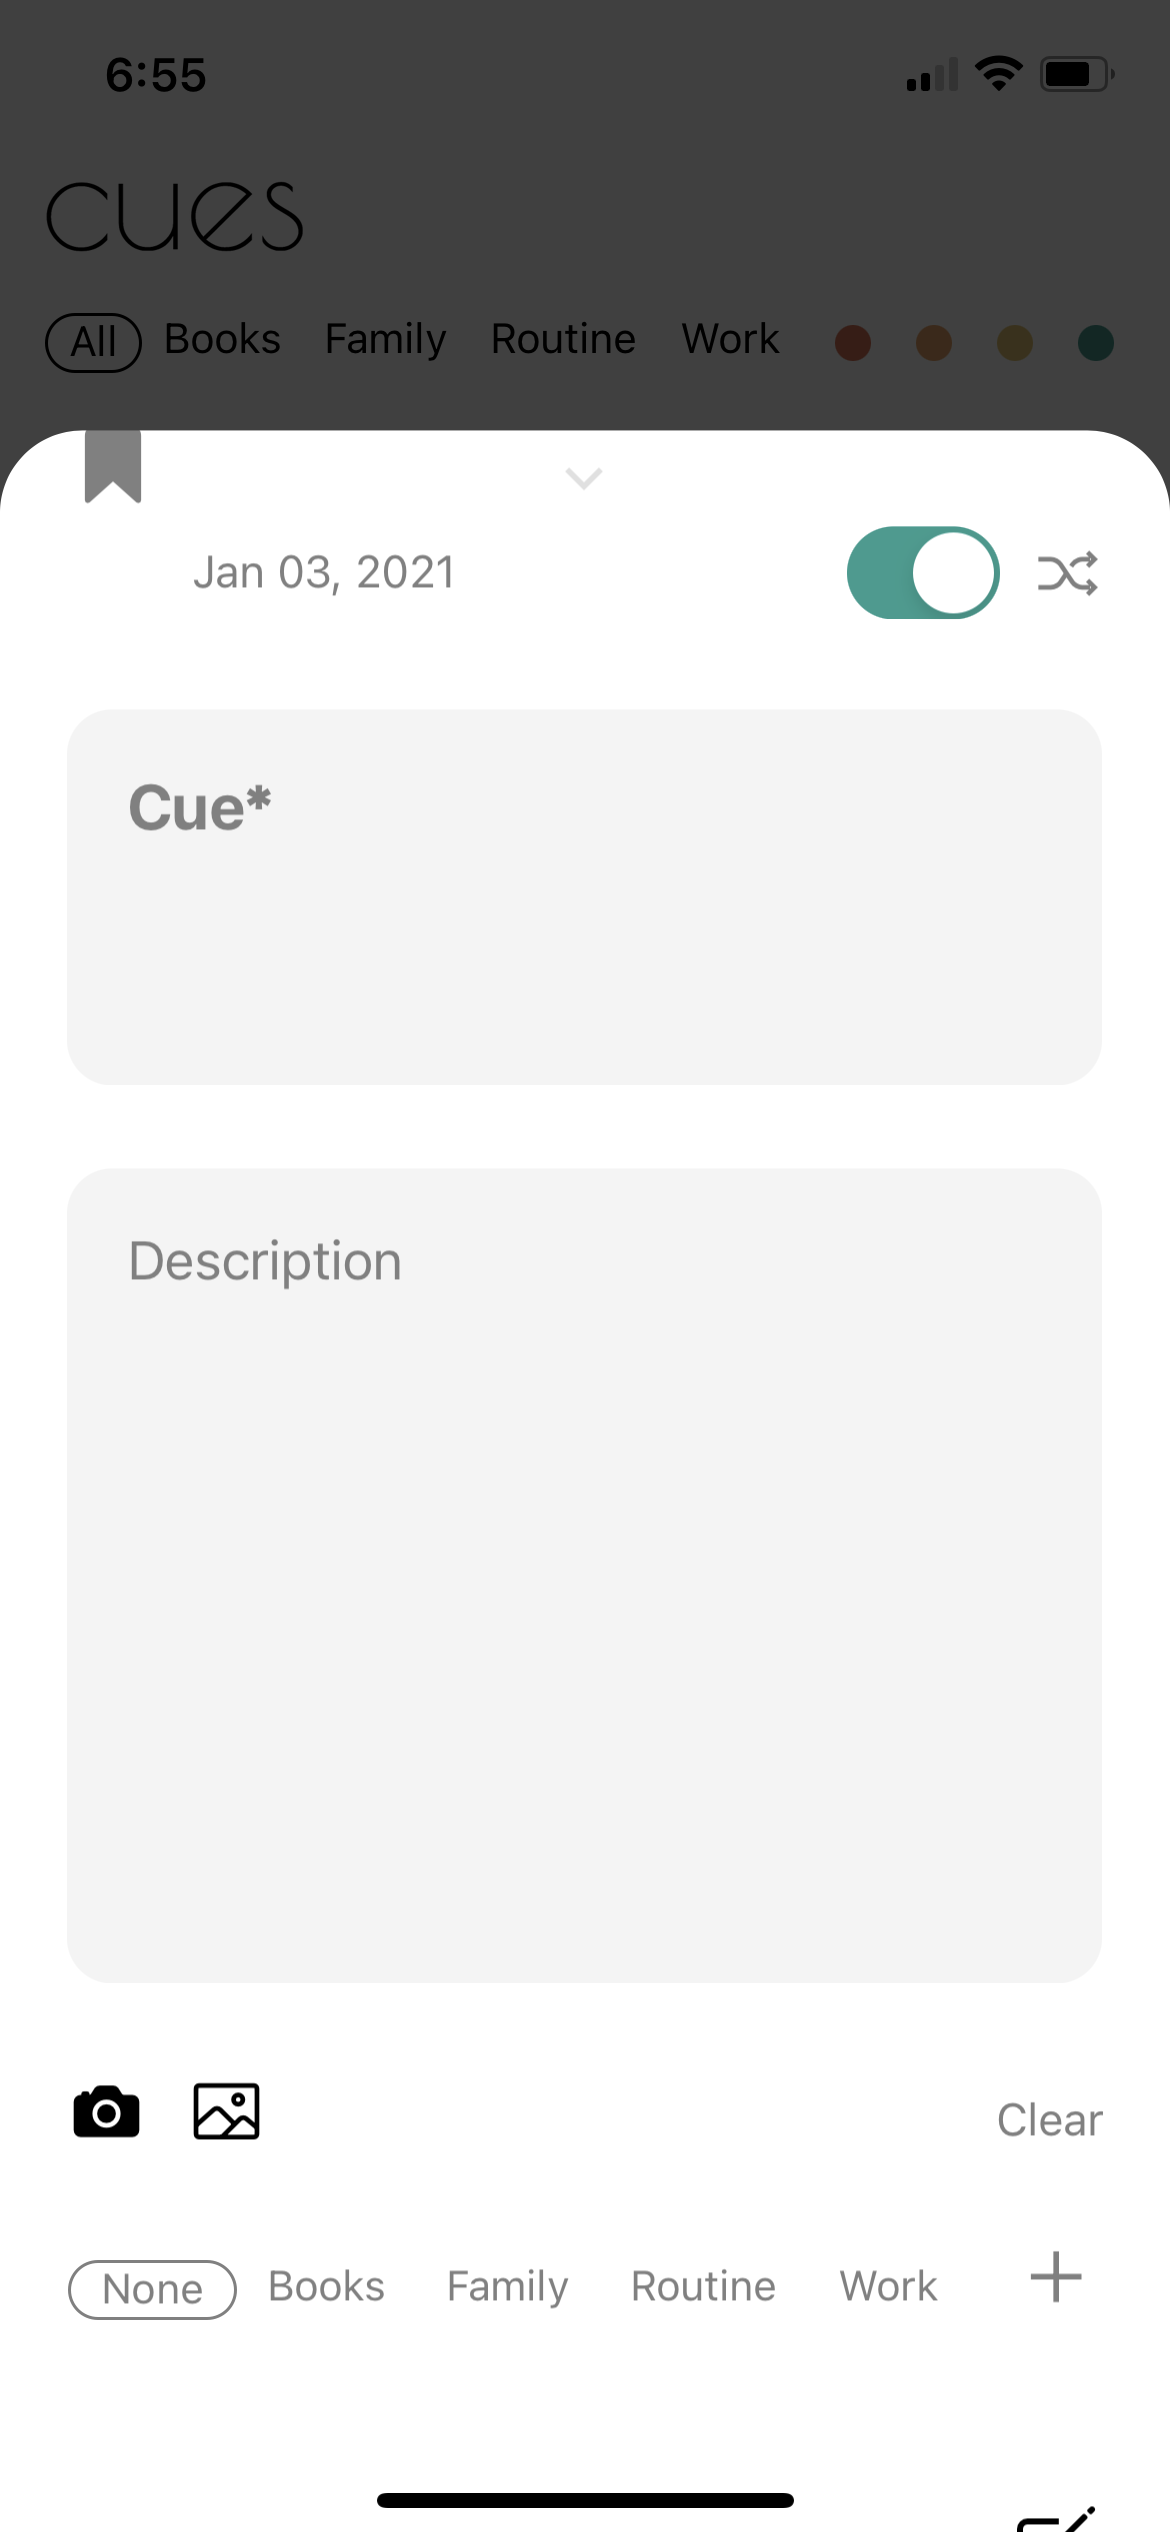 6:55
cues
All Books Family Routine Work
Jan 03, 2021
Cue*
Description
Clear
None Books Family Routine Work